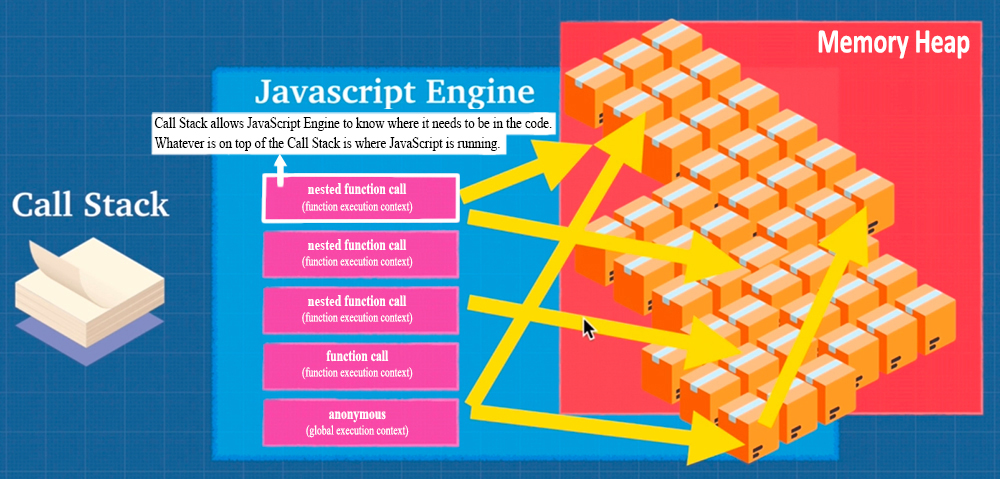 Memory Heap
Javascript Engine
Call Stack allows JavaScript Engine to know where it needs to be in the code.
Whatever is on top of the Call Stack is where JavaScript is running.
Call Stack
nested function call
(function execution context)
nested function call
(function execution context)
nested function call
(function execution context)
function call
(function execution context)
anonymous
(global execution context)